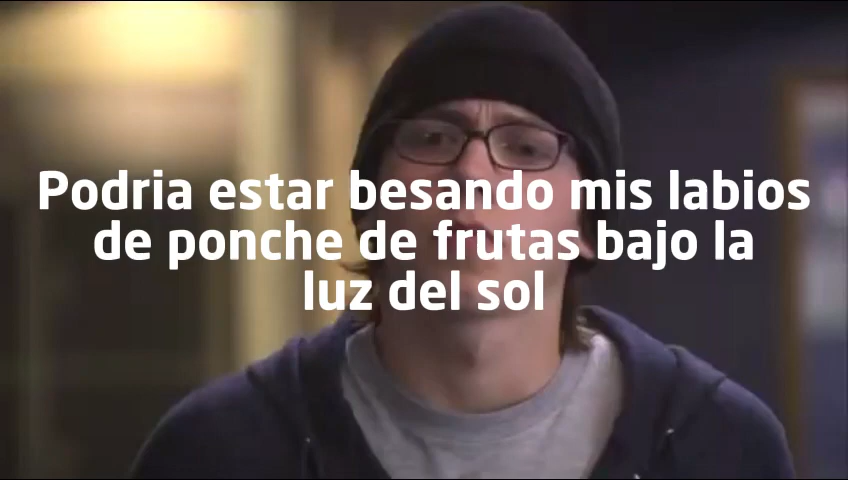 Podria estar besando mis labios
de ponche de frutas bajo la
luz del sol